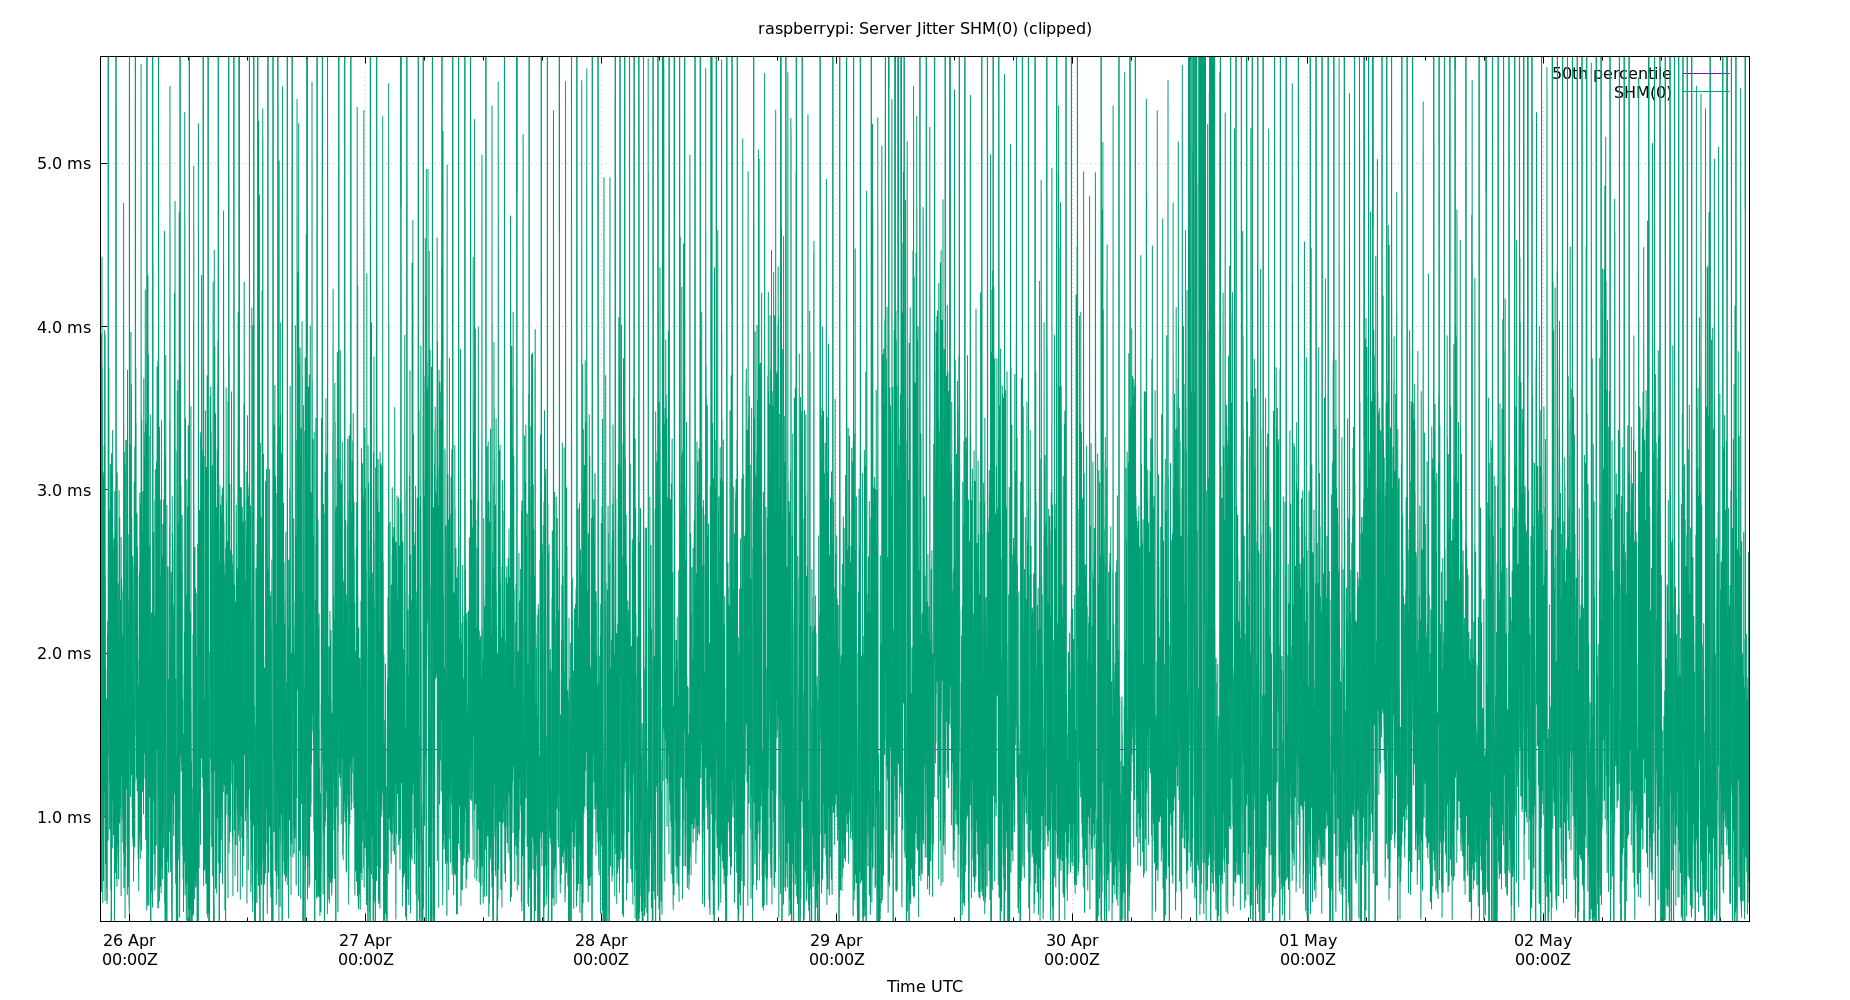 raspberrypi: Server Jitter SHM(0) (clipped)
50th percentile
SHM(0)
5.0 ms
4.0 ms
3.0 ms
2.0 ms
1.0 ms
26 Apr 27 Apr 28 Apr 29 Apr 30 Apr 01 May 02 May
00:00Z 00:00Z 00:00Z 00:00Z 00:00Z 00:00Z 00:00Z
Time UTC